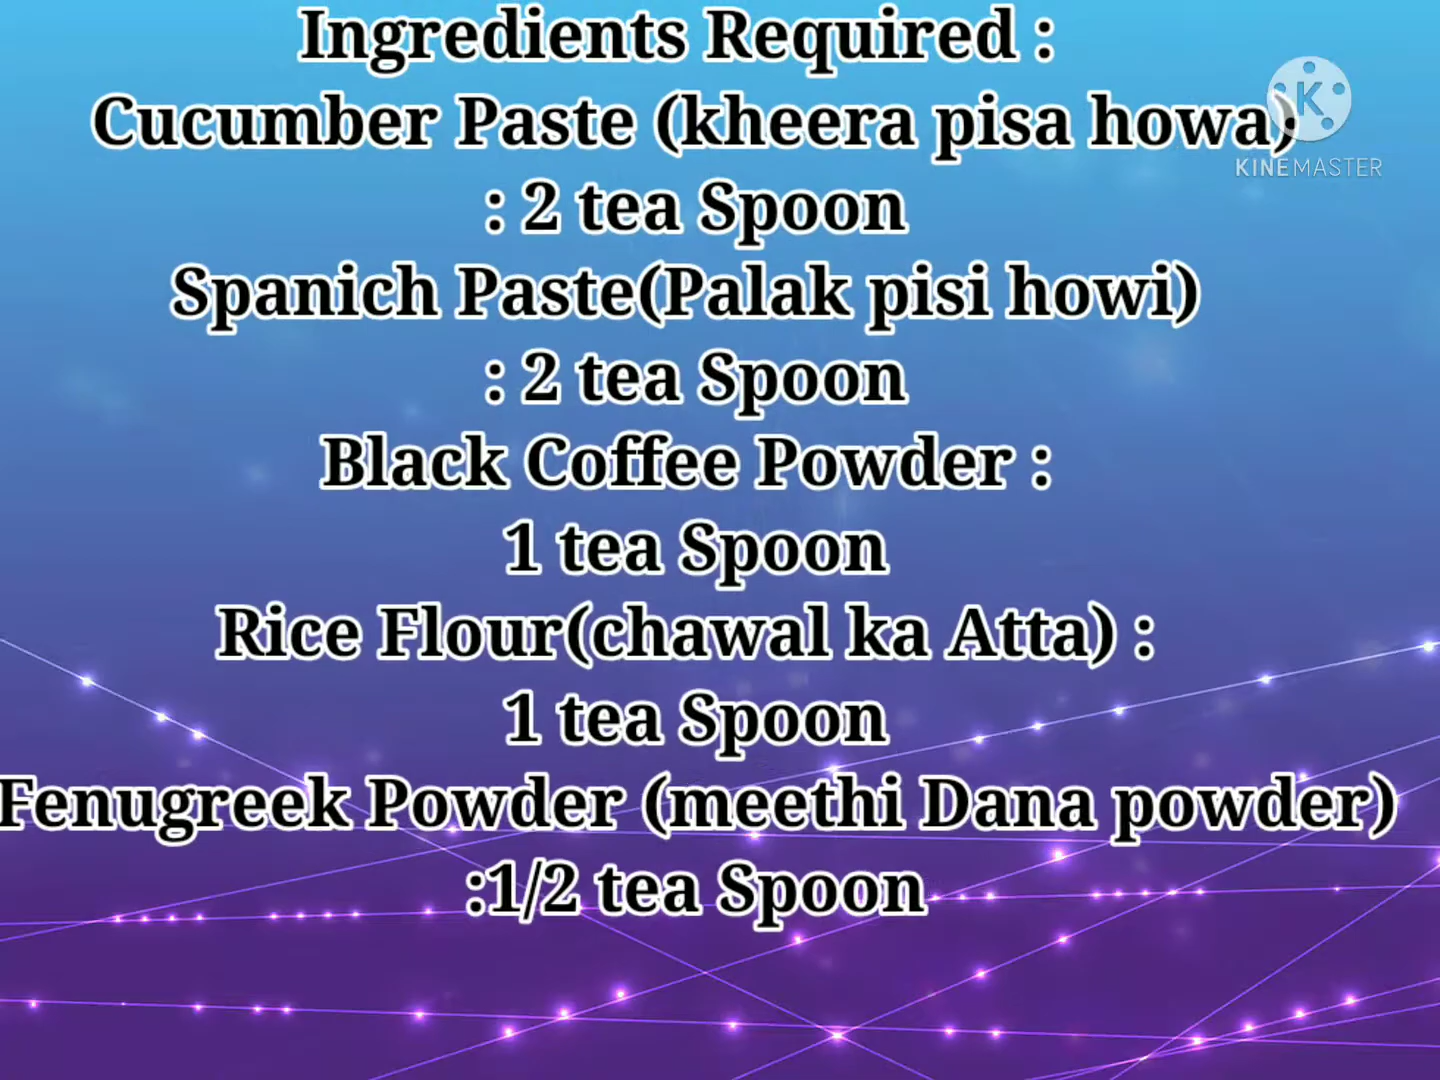 Ingredients Required :
Cucumber Paste (kheera pisa howa)
: 2 tea Spoon
Spanich Paste(Palak pisi howi)
: 2 tea Spoon
Black Coffee Powder :
1 tea Spoon
Rice Flour(chawal ka Atta) :
1 tea Spoon
Fenugreek Powder (meethi Dana powder)
:1/2 tea Spoon
K
KINEMASTER